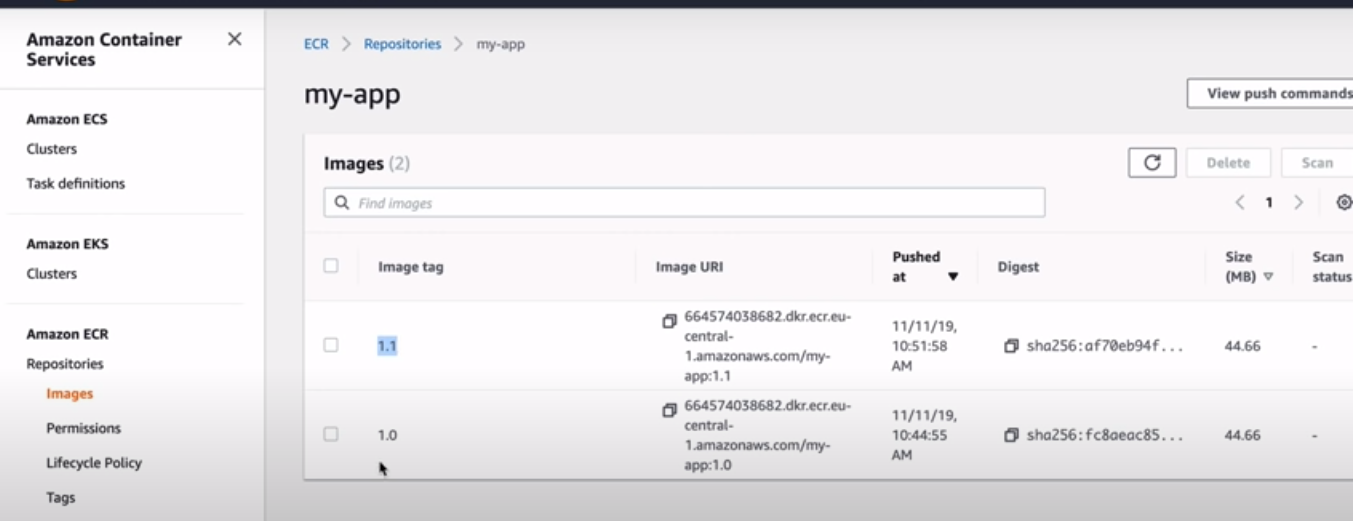 Amazon Container
Services
Amazon ECS
Clusters
Task definitions
Amazon EKS
Clusters
Amazon ECR
Repositories
Images
Permissions
Lifecycle Policy
Tags
ECR > Repositories > my-app
my-app
View push commands
Images (2)
Delete
Scan
Find images
1
Image tag
Image URI
Pushed
at
Digest
Size
(MB)
Scan
status
1.1
664574038682.dkr.ecr.eu-
central-
1.amazonaws.com/my-
app:1.1
11/11/19,
10:51:58
AM
sha256:af70eb94f...
44.66
-
1.0
664574038682.dkr.ecr.eu-
central-
1.amazonaws.com/my-
app:1.0
11/11/19,
10:44:55
AM
sha256:fc8aeac85...
44.66
-